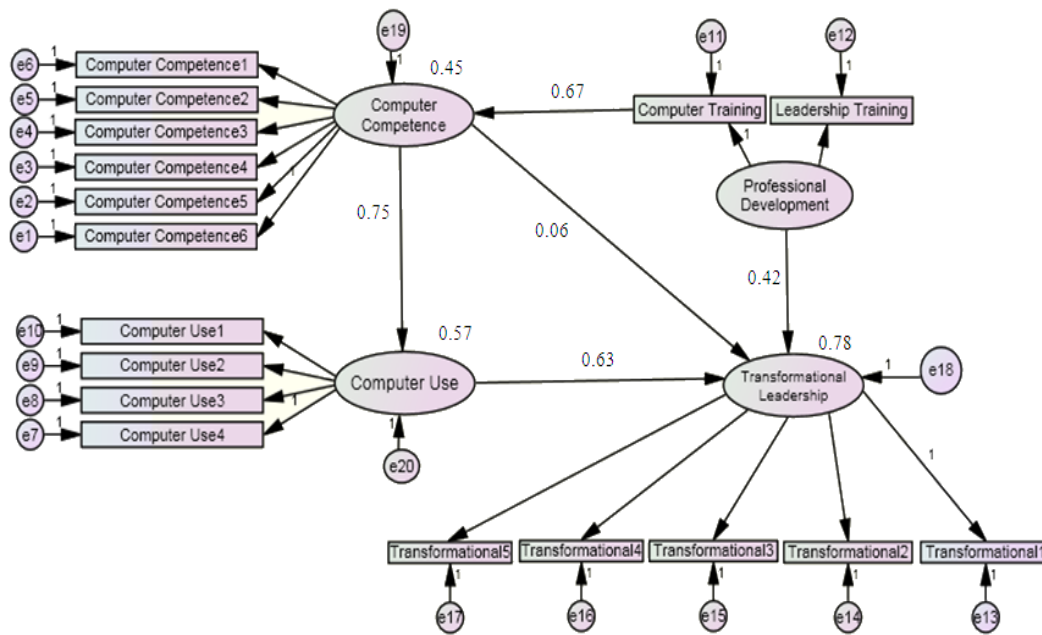 e19
e11
e12
1
1
1
e6
1
Computer Competence1
0.45
e5
1
Computer Competence2
Computer
Competence
0.67
Computer Training
Leadership Training
e4
1
Computer Competence3
1
e3
1
Computer Competence4
1
e2
1
Computer Competence5
Professional
Development
e1
1
Computer Competence6
0.75
0.06
0.42
e10
1
Computer Use1
0.57
0.78
e9
1
Computer Use2
0.63
1
e18
Computer Use
Transformational
Leadership
e8
1
Computer Use3
1
e7
1
Computer Use4
1
e20
1
Transformational5
Transformational4
Transformational3
Transformational2
Transformational1
1
1
1
1
1
e17
e16
e15
e14
e13